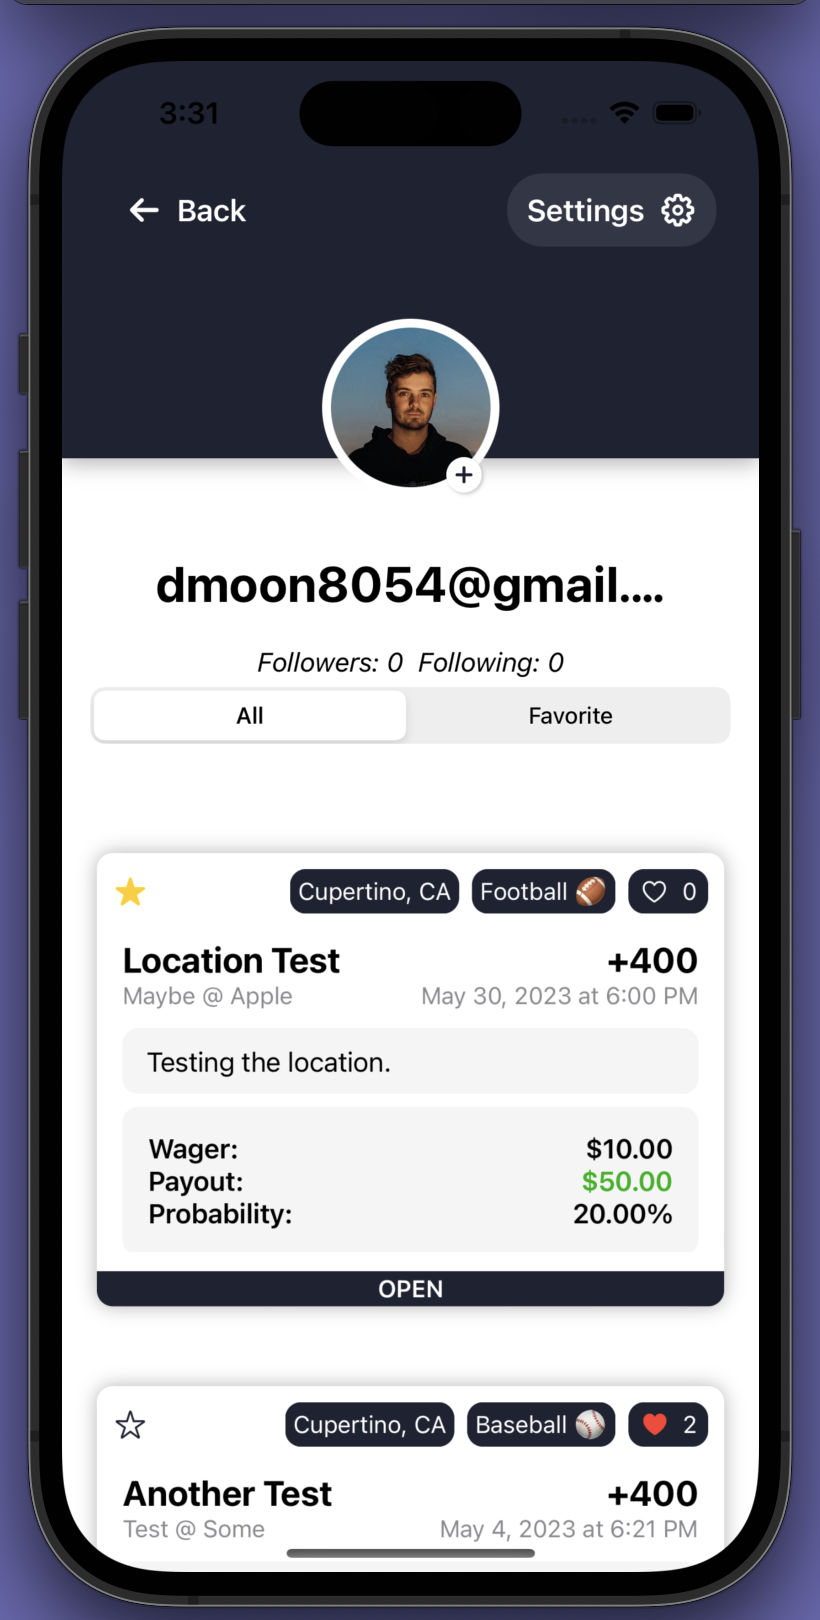 3:31
Back
Settings
dmoon8054@gmail....
Followers: 0 Following: 0
All
Favorite
Cupertino, CA
Football 🏈
0
Location Test
+400
Maybe @ Apple
May 30, 2023 at 6:00 PM
Testing the location.
Wager: $10.00
Payout: $50.00
Probability: 20.00%
OPEN
Cupertino, CA
Baseball ⚾
2
Another Test
+400
Test @ Some
May 4, 2023 at 6:21 PM